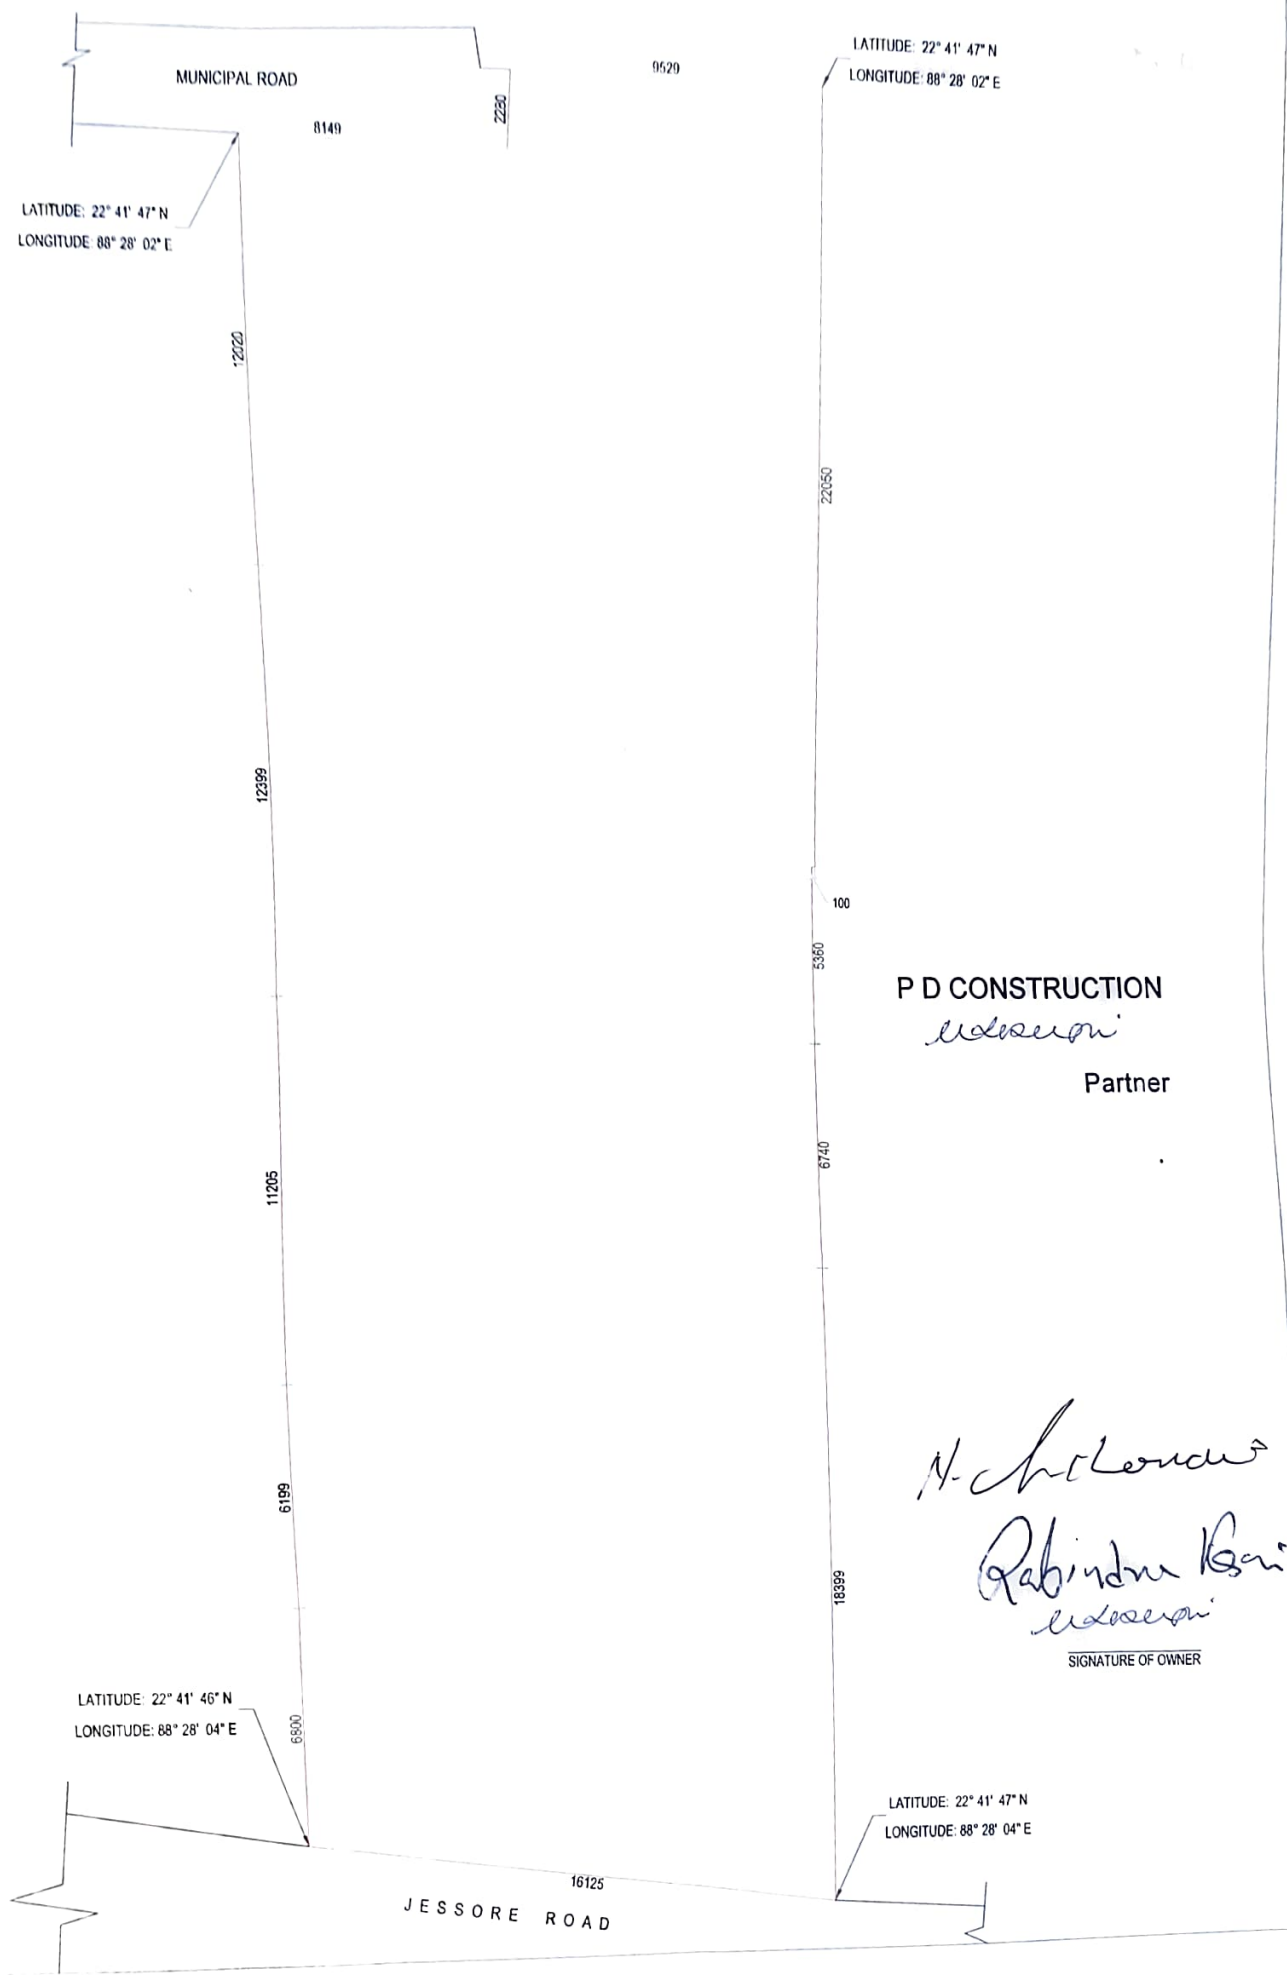 LATITUDE: 22° 41' 47" N
LONGITUDE: 88° 28' 02" E
9529
MUNICIPAL ROAD
2280
8149
LATITUDE: 22° 41' 47" N
LONGITUDE: 88° 28' 02" E
12020
22050
12399
100
5360
P D CONSTRUCTION
Partner
6740
11205
6199
Rabindra
18399
SIGNATURE OF OWNER
LATITUDE: 22° 41' 46" N
LONGITUDE: 88° 28' 04" E
6800
LATITUDE: 22° 41' 47" N
LONGITUDE: 88° 28' 04" E
16125
JESSORE ROAD